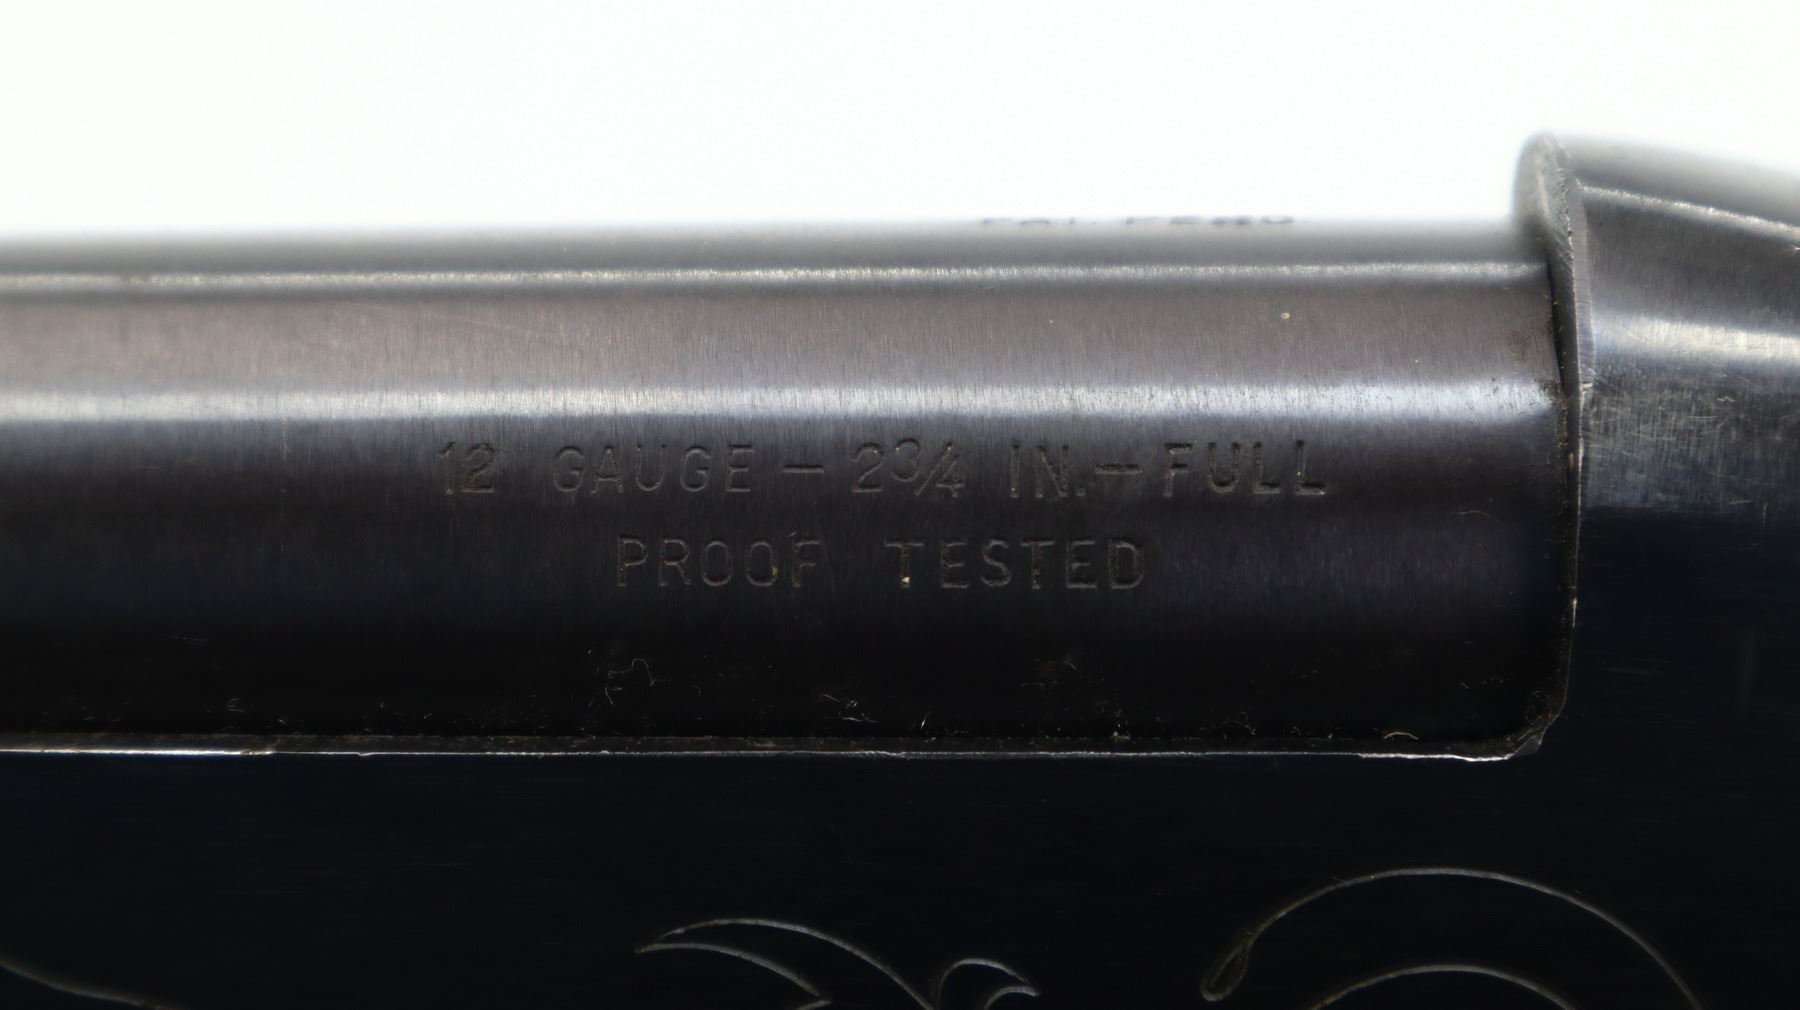 12 GAUGE – 2¾ IN.– FULL
PROOF TESTED